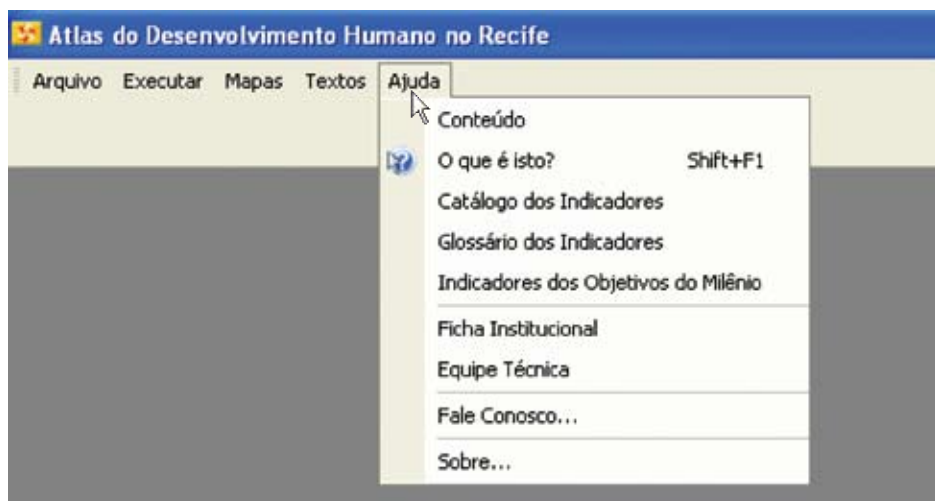 Atlas do Desenvolvimento Humano no Recife
Arquivo Executar Mapas Textos Ajuda
Conteúdo
O que é isto? Shift+F1
Catálogo dos Indicadores
Glossário dos Indicadores
Indicadores dos Objetivos do Milênio
Ficha Institucional
Equipe Técnica
Fale Conosco...
Sobre...